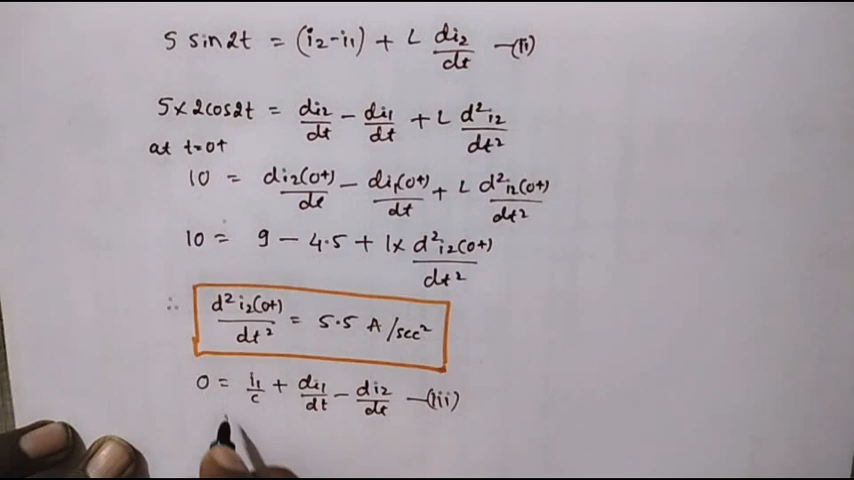 5 sin2t = (i₂-i₁) + L di₂/dt —(ii)
5×2cos2t = di₂/dt - di₁/dt + L d²i₂/dt²
at t=0+
10 = di₂(0+)/dt - di₁(0+)/dt + L d²i₂(0+)/dt²
10 = 9 - 4.5 + 1× d²i₂(0+)/dt²
∴ d²i₂(0+)/dt² = 5.5 A/sec²
0 = i₁/c + di₁/dt - di₂/dt —(iii)